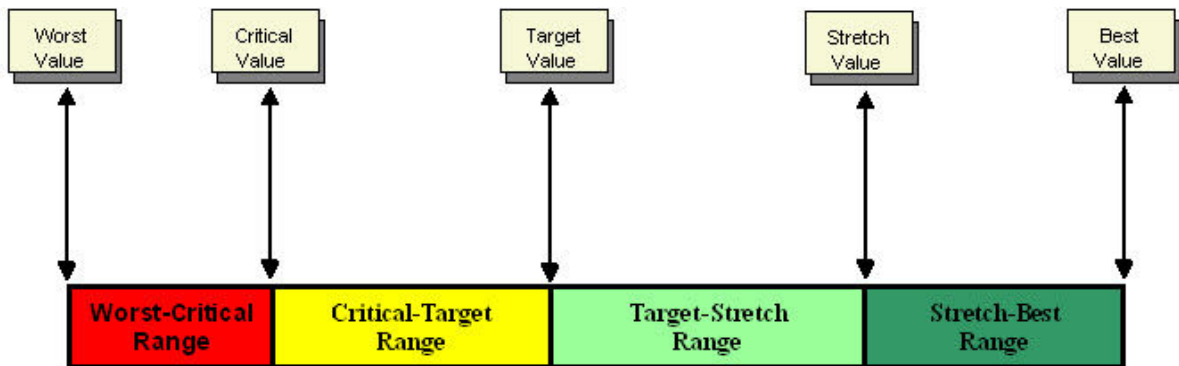 Worst
Value
Critical
Value
Target
Value
Stretch
Value
Best
Value
Worst-Critical
Range
Critical-Target
Range
Target-Stretch
Range
Stretch-Best
Range